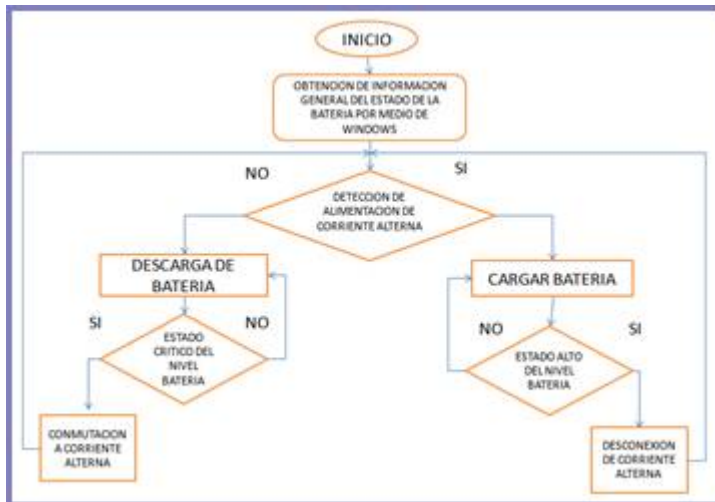 INICIO
OBTENCION DE INFORMACION
GENERAL DEL ESTADO DE LA
BATERIA POR MEDIO DE
WINDOWS
NO
SI
DETECCION DE
ALIMENTACION DE
CORRIENTE ALTERNA
DESCARGA DE
BATERIA
CARGAR BATERIA
SI
NO
NO
SI
ESTADO
CRITICO DEL
NIVEL
BATERIA
ESTADO ALTO
DEL NIVEL
BATERIA
CONMUTACION
A CORRIENTE
ALTERNA
DESCONEXION
DE CORRIENTE
ALTERNA